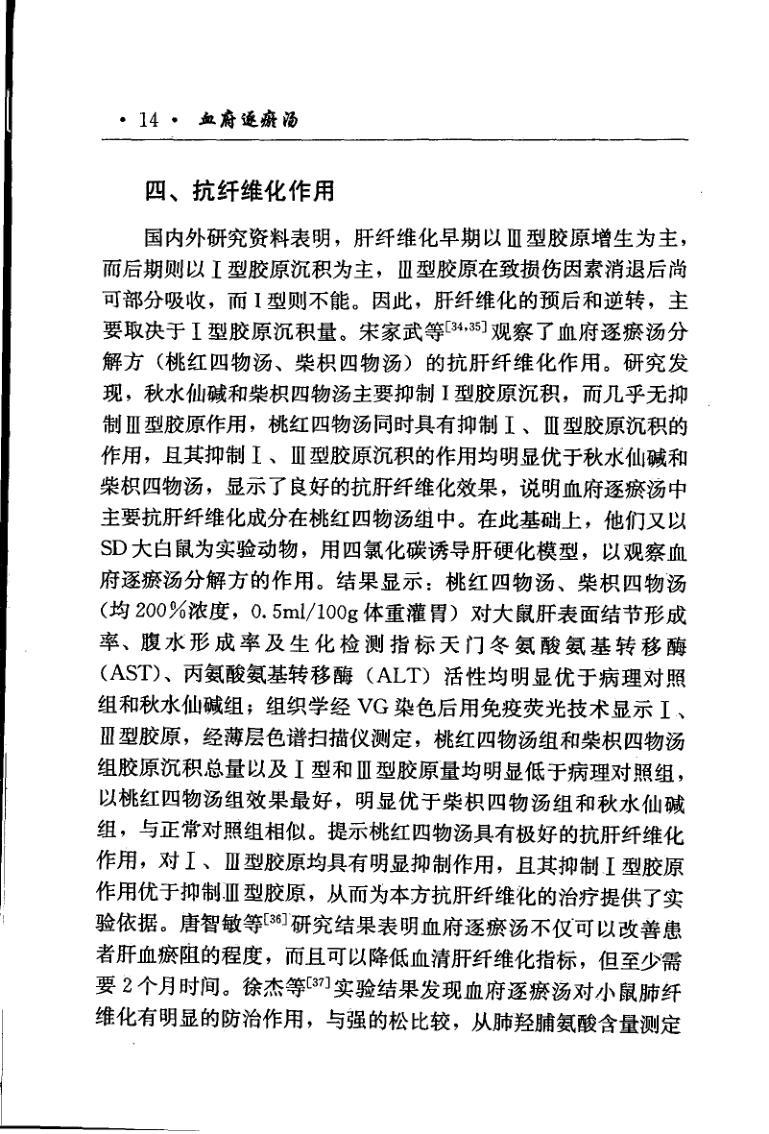 · 14 · 血府逐瘀汤
四、抗纤维化作用
国内外研究资料表明，肝纤维化早期以Ⅲ型胶原增生为主，
而后期则以Ⅰ型胶原沉积为主，Ⅲ型胶原在致损伤因素消退后尚
可部分吸收，而Ⅰ型则不能。因此，肝纤维化的预后和逆转，主
要取决于Ⅰ型胶原沉积量。宋家武等[34,35]观察了血府逐瘀汤分
解方（桃红四物汤、柴枳四物汤）的抗肝纤维化作用。研究发
现，秋水仙碱和柴枳四物汤主要抑制Ⅰ型胶原沉积，而几乎无抑
制Ⅲ型胶原作用，桃红四物汤同时具有抑制Ⅰ、Ⅲ型胶原沉积的
作用，且其抑制Ⅰ、Ⅲ型胶原沉积的作用均明显优于秋水仙碱和
柴枳四物汤，显示了良好的抗肝纤维化效果，说明血府逐瘀汤中
主要抗肝纤维化成分在桃红四物汤组中。在此基础上，他们又以
SD大白鼠为实验动物，用四氯化碳诱导肝硬化模型，以观察血
府逐瘀汤分解方的作用。结果显示：桃红四物汤、柴枳四物汤
（均200%浓度，0.5ml/100g体重灌胃）对大鼠肝表面结节形成
率、腹水形成率及生化检测指标天门冬氨酸氨基转移酶
（AST）、丙氨酸氨基转移酶（ALT）活性均明显优于病理对照
组和秋水仙碱组；组织学经VG染色后用免疫荧光技术显示Ⅰ、
Ⅲ型胶原，经薄层色谱扫描仪测定，桃红四物汤组和柴枳四物汤
组胶原沉积总量以及Ⅰ型和Ⅲ型胶原量均明显低于病理对照组，
以桃红四物汤组效果最好，明显优于柴枳四物汤组和秋水仙碱
组，与正常对照组相似。提示桃红四物汤具有极好的抗肝纤维化
作用，对Ⅰ、Ⅲ型胶原均具有明显抑制作用，且其抑制Ⅰ型胶原
作用优于抑制Ⅲ型胶原，从而为本方抗肝纤维化的治疗提供了实
验依据。唐智敏等[36]研究结果表明血府逐瘀汤不仅可以改善患
者肝血瘀阻的程度，而且可以降低血清肝纤维化指标，但至少需
要2个月时间。徐杰等[37]实验结果发现血府逐瘀汤对小鼠肺纤
维化有明显的防治作用，与强的松比较，从肺羟脯氨酸含量测定